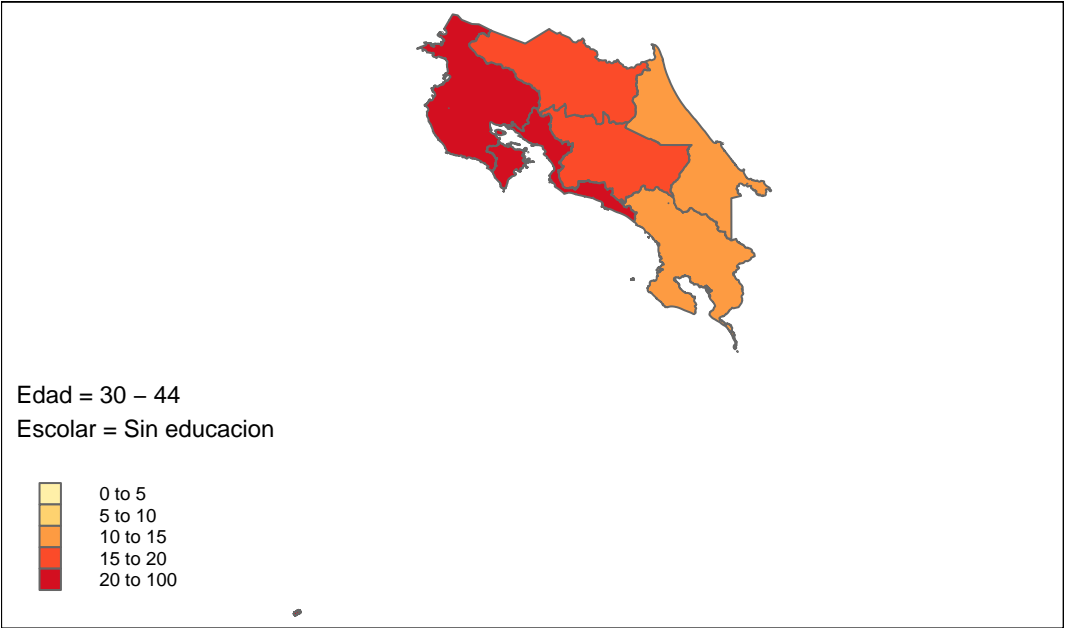 Edad = 30 − 44
Escolar = Sin educacion
0 to 5
5 to 10
10 to 15
15 to 20
20 to 100